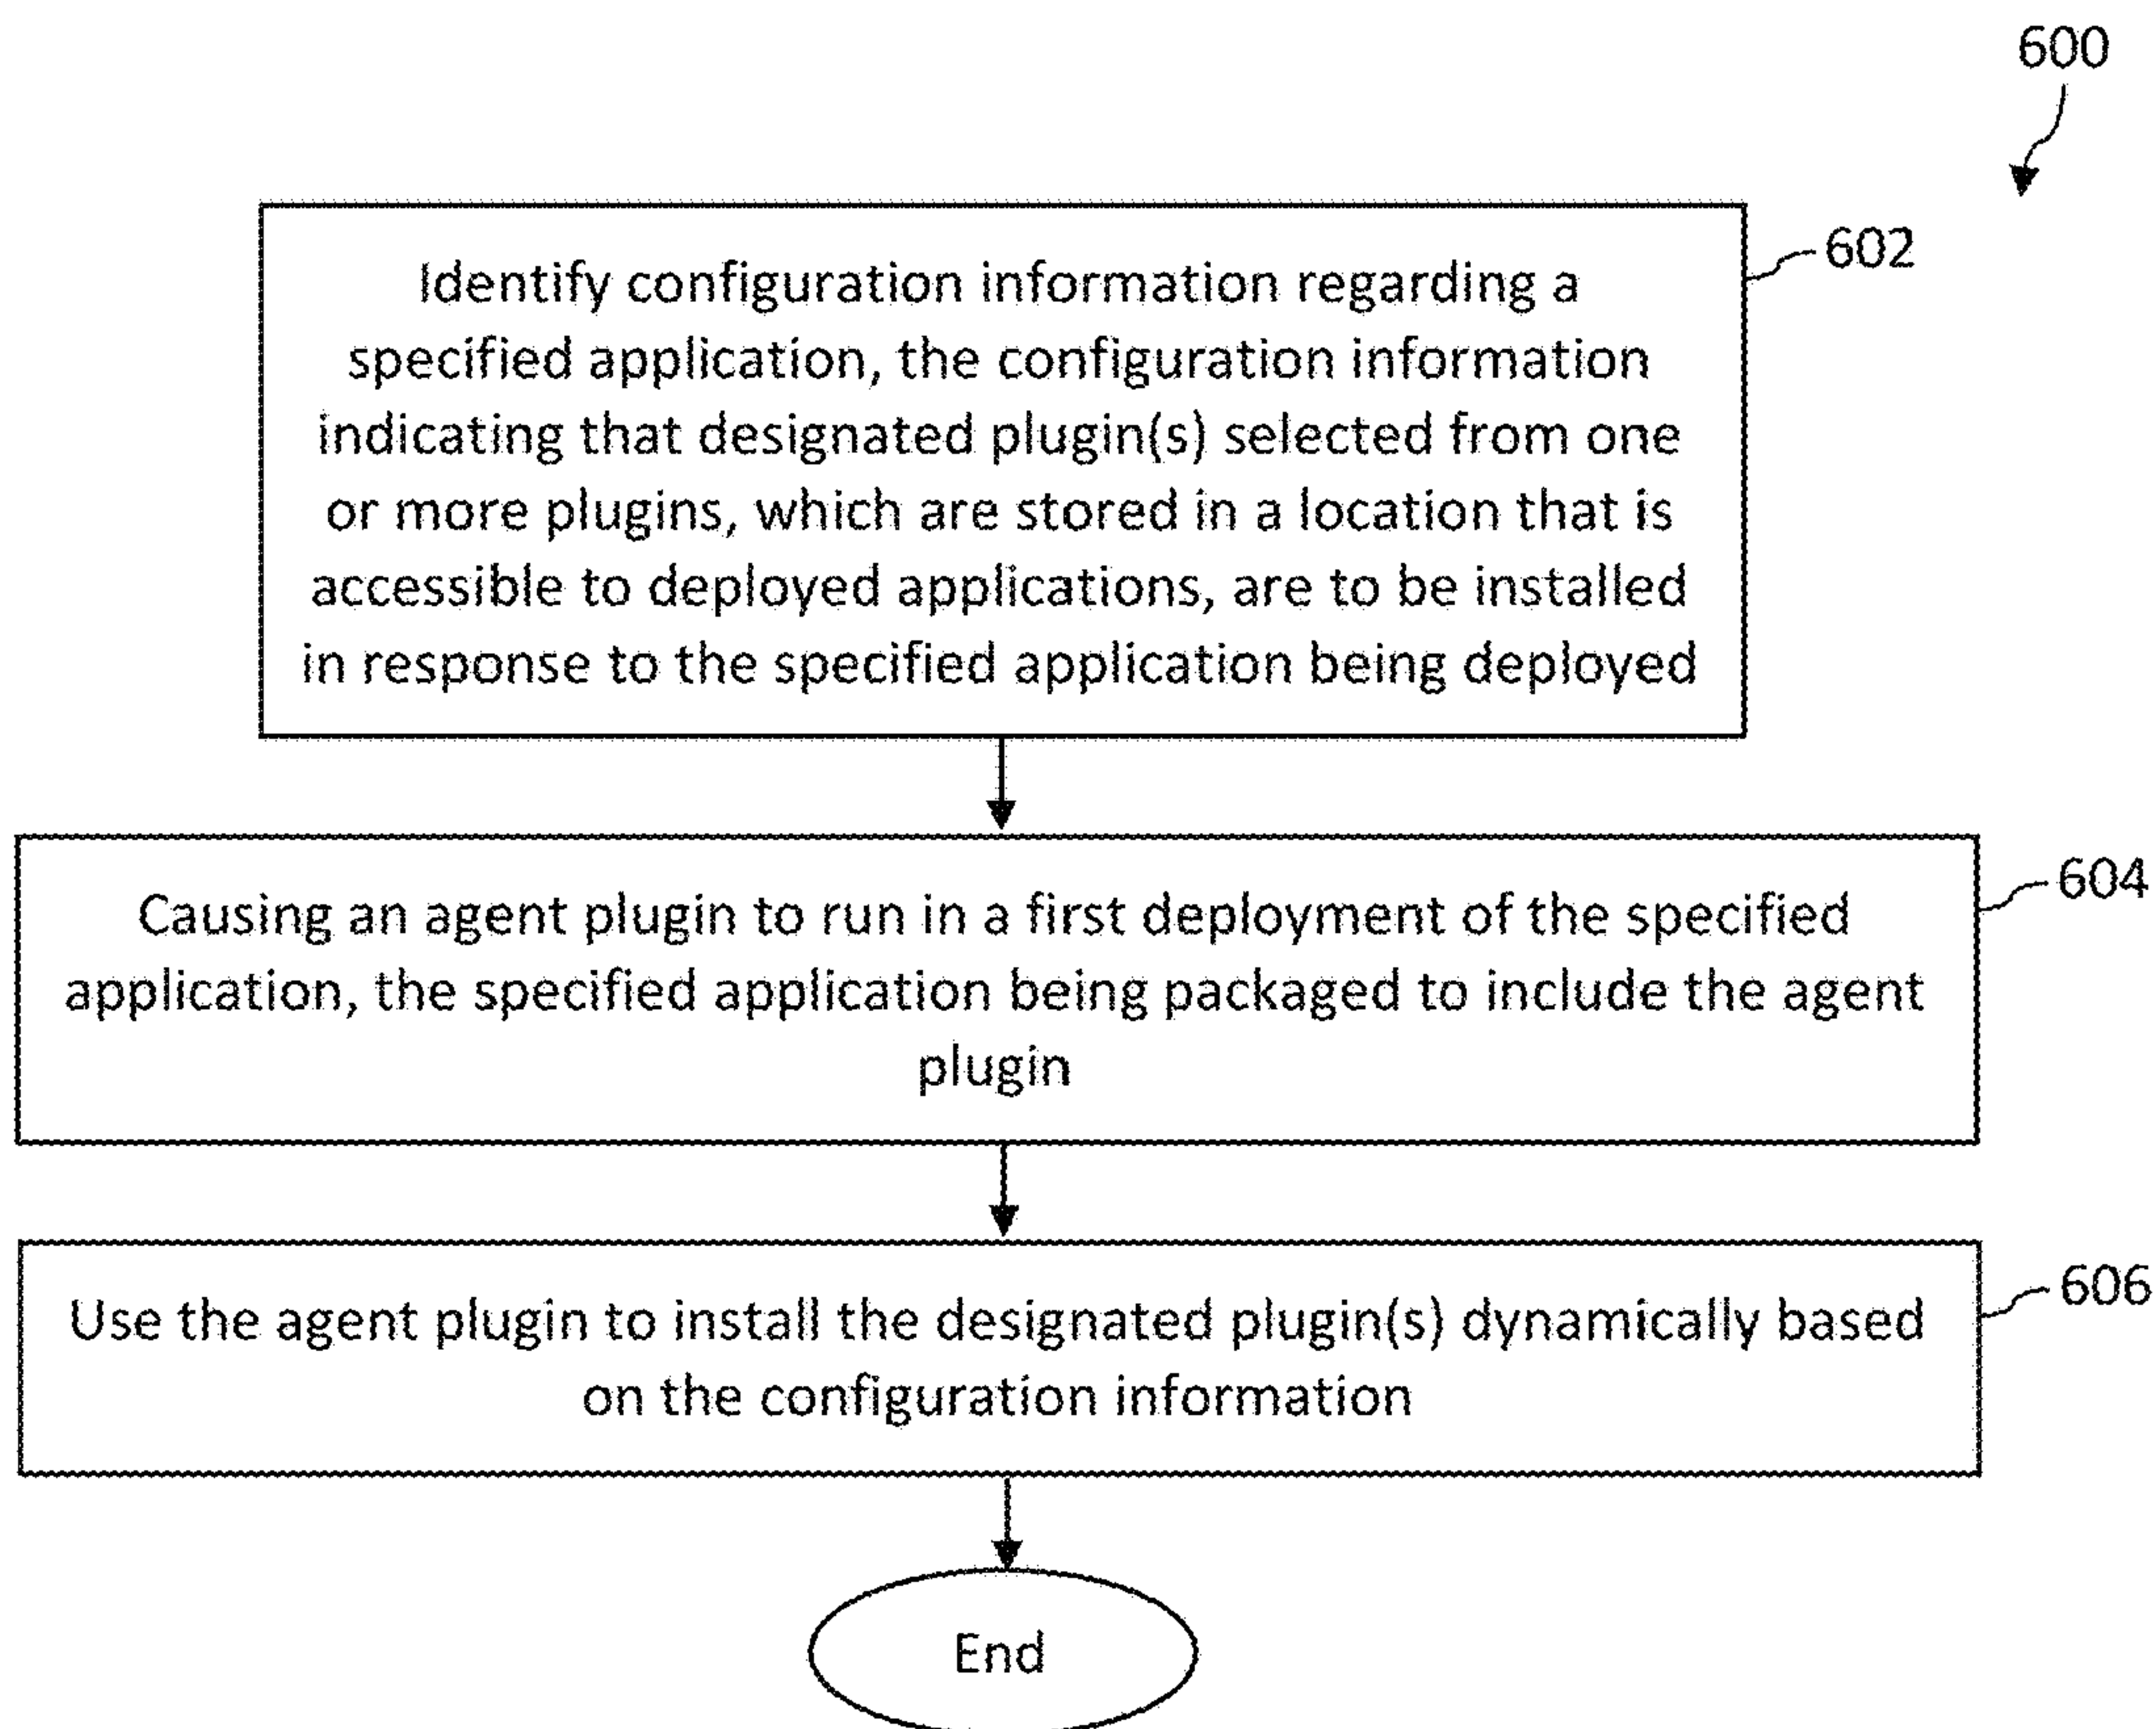 600
602
Identify configuration information regarding a
specified application, the configuration information
indicating that designated plugin(s) selected from one
or more plugins, which are stored in a location that is
accessible to deployed applications, are to be installed
in response to the specified application being deployed
604
Causing an agent plugin to run in a first deployment of the specified
application, the specified application being packaged to include the agent
plugin
606
Use the agent plugin to install the designated plugin(s) dynamically based
on the configuration information
End